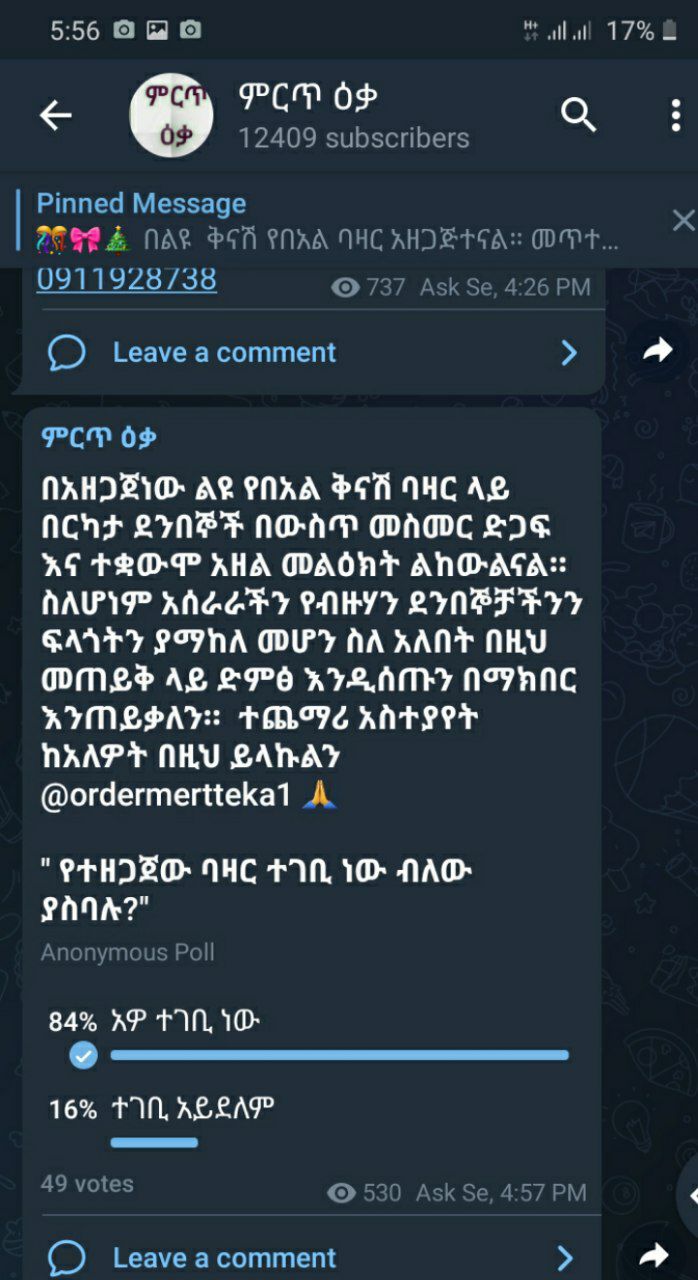 5:56
H+
17%
ምርጥ
ዕቃ
ምርጥ ዕቃ
12409 subscribers
Pinned Message
በልዩ ቅናሽ የበአል ባዛር አዘጋጅተናል። መጥተ...
0911928738
737 Ask Se, 4:26 PM
Leave a comment
ምርጥ ዕቃ
በአዘጋጀነው ልዩ የበአል ቅናሽ ባዛር ላይ
በርካታ ደንበኞች በውስጥ መስመር ድጋፍ
እና ተቋውሞ አዘል መልዕክት ልከውልናል።
ስለሆነም አሰራራችን የብዙሃን ደንበኞቻችንን
ፍላጎትን ያማከለ መሆን ስለ አለበት በዚህ
መጠይቅ ላይ ድምፅ እንዲሰጡን በማክበር
እንጠይቃለን። ተጨማሪ አስተያየት
ከአለዎት በዚህ ይላኩልን
@ordermertteka1 🙏
" የተዘጋጀው ባዛር ተገቢ ነው ብለው
ያስባሉ?"
Anonymous Poll
84% አዎ ተገቢ ነው
16% ተገቢ አይደለም
49 votes
530 Ask Se, 4:57 PM
Leave a comment